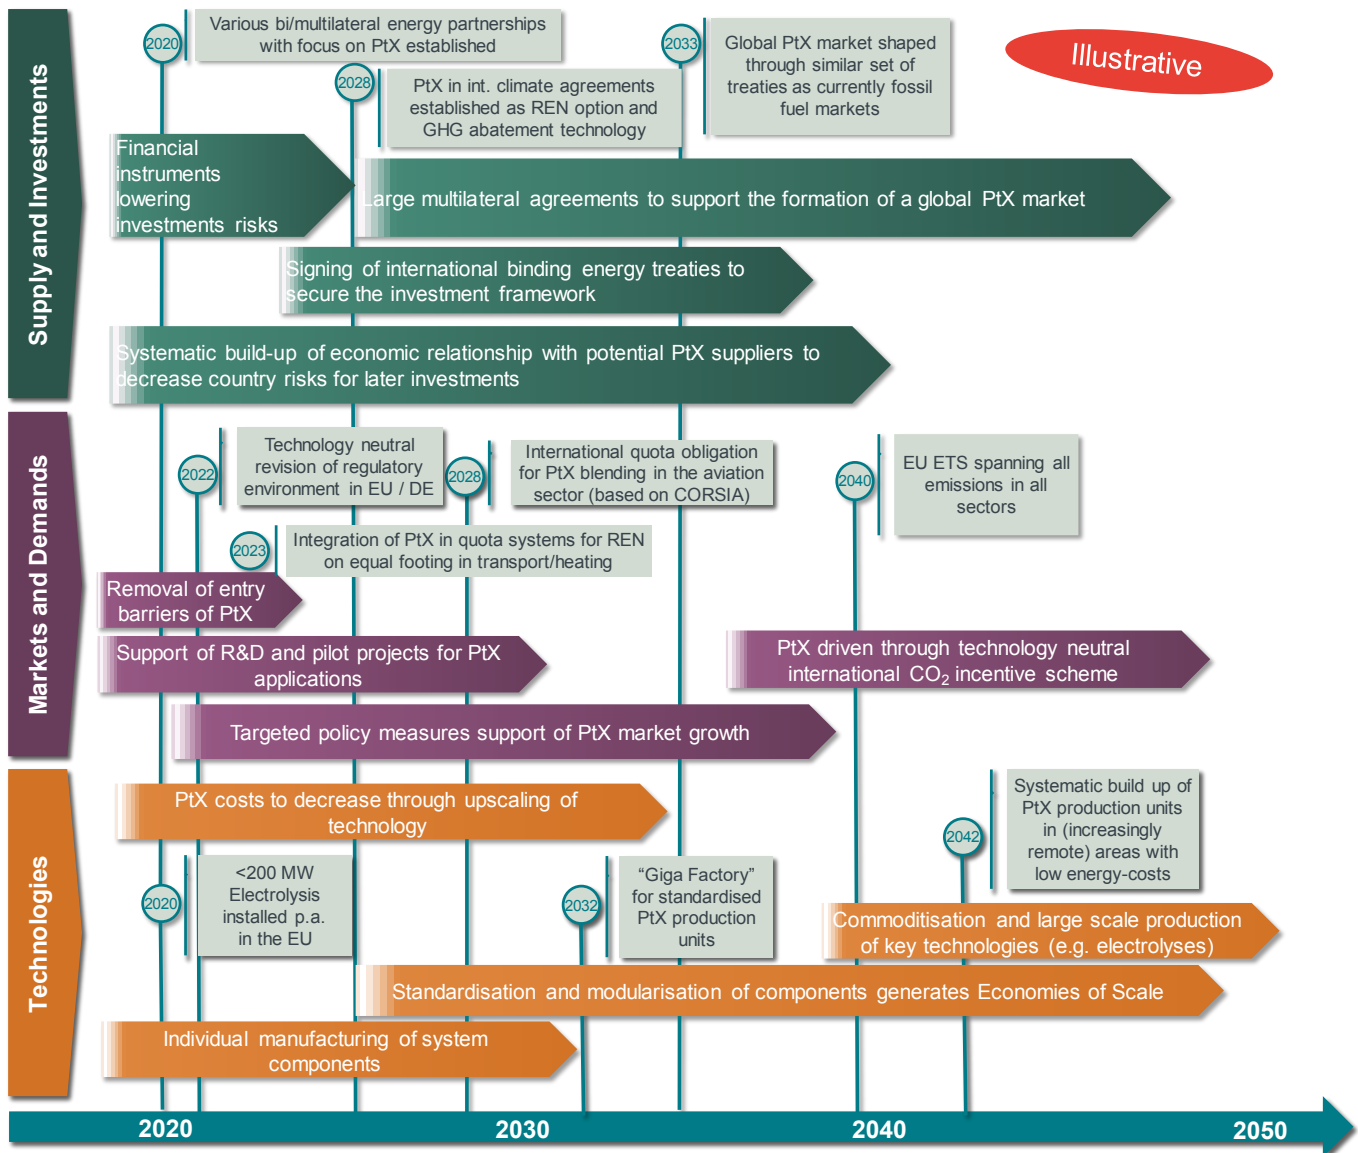 Illustrative
Supply and Investments
2020
Various bi/multilateral energy partnerships
with focus on PtX established
2028
PtX in int. climate agreements
established as REN option and
GHG abatement technology
2033
Global PtX market shaped
through similar set of
treaties as currently fossil
fuel markets
Financial
instruments
lowering
investments risks
Large multilateral agreements to support the formation of a global PtX market
Signing of international binding energy treaties to
secure the investment framework
Systematic build-up of economic relationship with potential PtX suppliers to
decrease country risks for later investments
Markets and Demands
2022
Technology neutral
revision of regulatory
environment in EU / DE
2028
International quota obligation
for PtX blending in the aviation
sector (based on CORSIA)
2040
EU ETS spanning all
emissions in all
sectors
2023
Integration of PtX in quota systems for REN
on equal footing in transport/heating
Removal of entry
barriers of PtX
Support of R&D and pilot projects for PtX
applications
PtX driven through technology neutral
international CO2 incentive scheme
Targeted policy measures support of PtX market growth
Technologies
PtX costs to decrease through upscaling of
technology
2020
<200 MW
Electrolysis
installed p.a.
in the EU
2032
“Giga Factory”
for standardised
PtX production
units
2042
Systematic build up of
PtX production units
in (increasingly
remote) areas with
low energy-costs
Commoditisation and large scale production
of key technologies (e.g. electrolyses)
Standardisation and modularisation of components generates Economies of Scale
Individual manufacturing of system
components
2020
2030
2040
2050